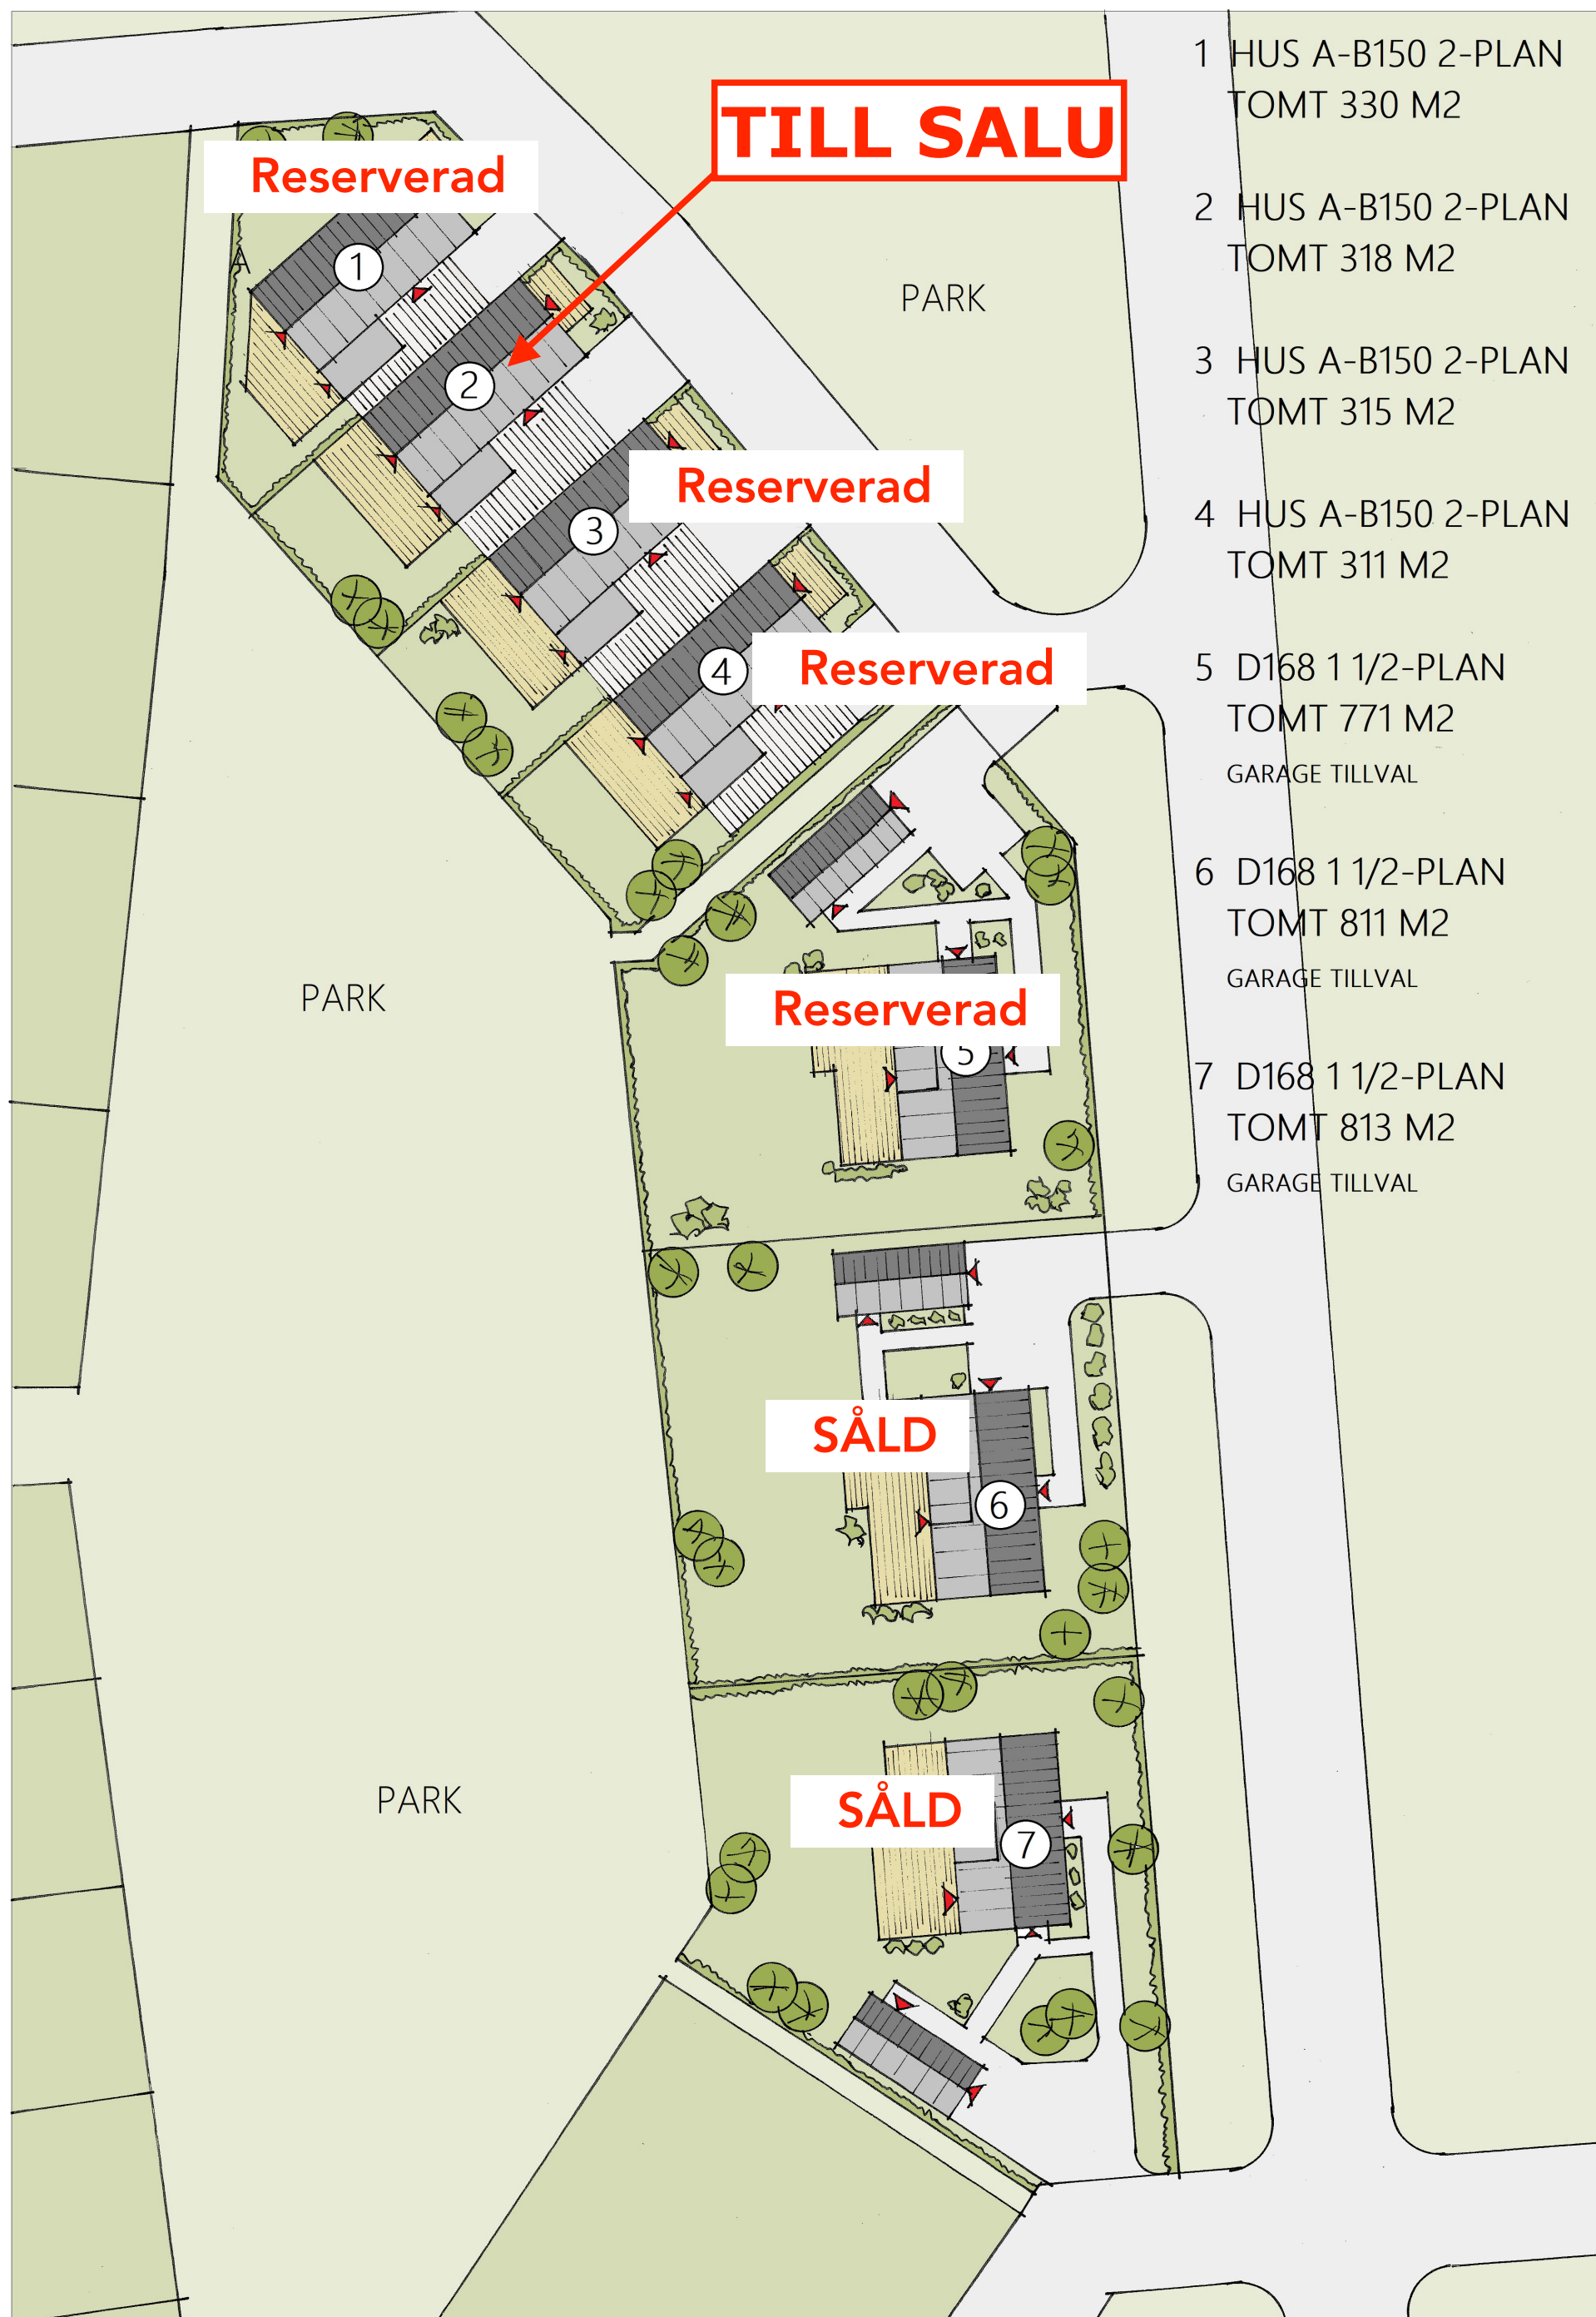 1 HUS A-B150 2-PLAN
TOMT 330 M2
TILL SALU
Reserverad
2 HUS A-B150 2-PLAN
TOMT 318 M2
1
PARK
3 HUS A-B150 2-PLAN
TOMT 315 M2
2
Reserverad
4 HUS A-B150 2-PLAN
TOMT 311 M2
3
Reserverad
4
5 D168 1 1/2-PLAN
TOMT 771 M2
GARAGE TILLVAL
6 D168 1 1/2-PLAN
TOMT 811 M2
GARAGE TILLVAL
PARK
Reserverad
5
7 D168 1 1/2-PLAN
TOMT 813 M2
GARAGE TILLVAL
SÅLD
6
PARK
SÅLD
7